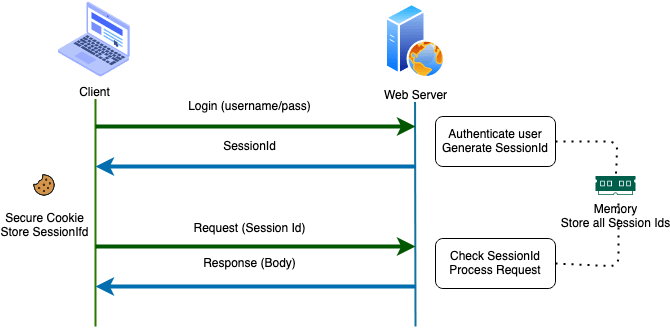 Client
Web Server
Login (username/pass)
Authenticate user
Generate SessionId
SessionId
Secure Cookie
Store SessionIfd
Memory
Store all Session Ids
Request (Session Id)
Check SessionId
Process Request
Response (Body)